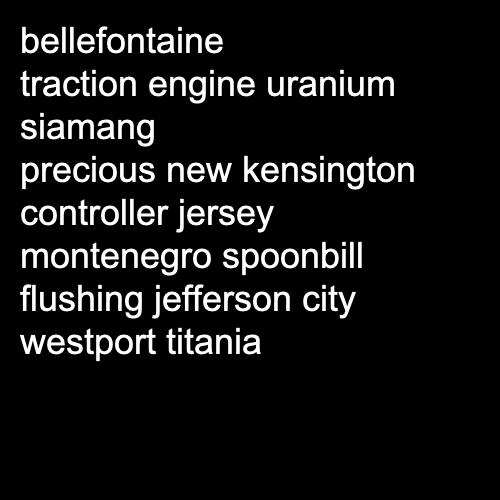 bellefontaine
traction engine uranium
siamang
precious new kensington
controller jersey
montenegro spoonbill
flushing jefferson city
westport titania